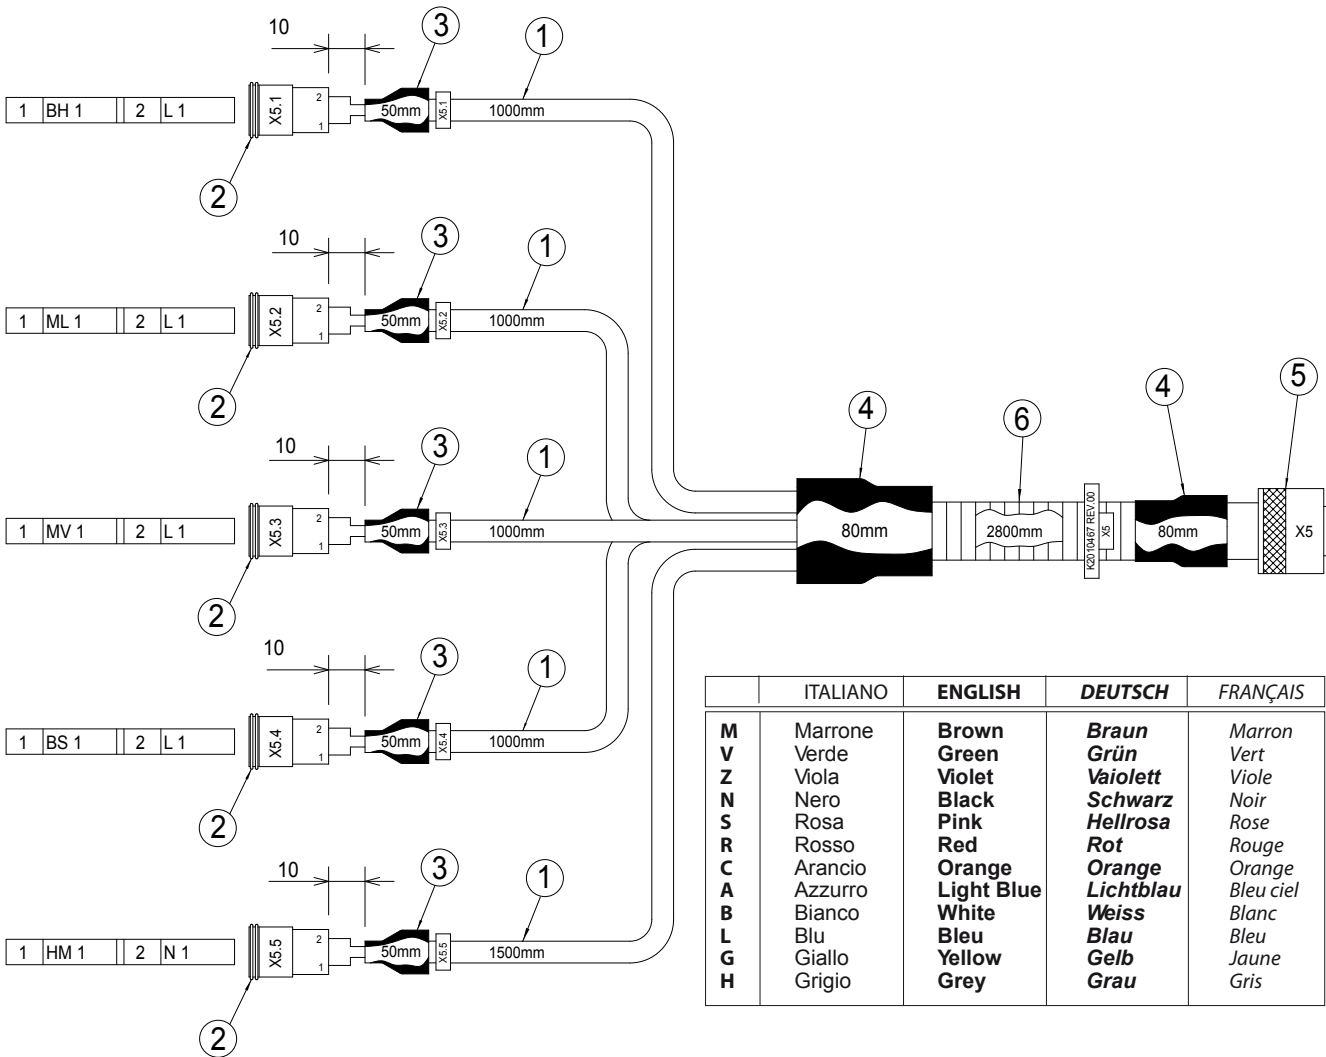 10
3
1
1 BH 1 2 L 1
X5.1
2
1
50mm
X5.1
1000mm
2
10
3
1
1 ML 1 2 L 1
X5.2
2
1
50mm
X5.2
1000mm
2
10
3
1
1 MV 1 2 L 1
X5.3
2
1
50mm
X5.3
1000mm
2
10
3
1
1 BS 1 2 L 1
X5.4
2
1
50mm
X5.4
1000mm
2
10
3
1
1 HM 1 2 N 1
X5.5
2
1
50mm
X5.5
1500mm
2
4
6
4
5
80mm
2800mm
K2010467 REV.00
X5
80mm
X5
ITALIANO ENGLISH DEUTSCH FRANÇAIS
M Marrone Brown Braun Marron
V Verde Green Grün Vert
Z Viola Violet Vaiolett Viole
N Nero Black Schwarz Noir
S Rosa Pink Hellrosa Rose
R Rosso Red Rot Rouge
C Arancio Orange Orange Orange
A Azzurro Light Blue Lichtblau Bleu ciel
B Bianco White Weiss Blanc
L Blu Bleu Blau Bleu
G Giallo Yellow Gelb Jaune
H Grigio Grey Grau Gris